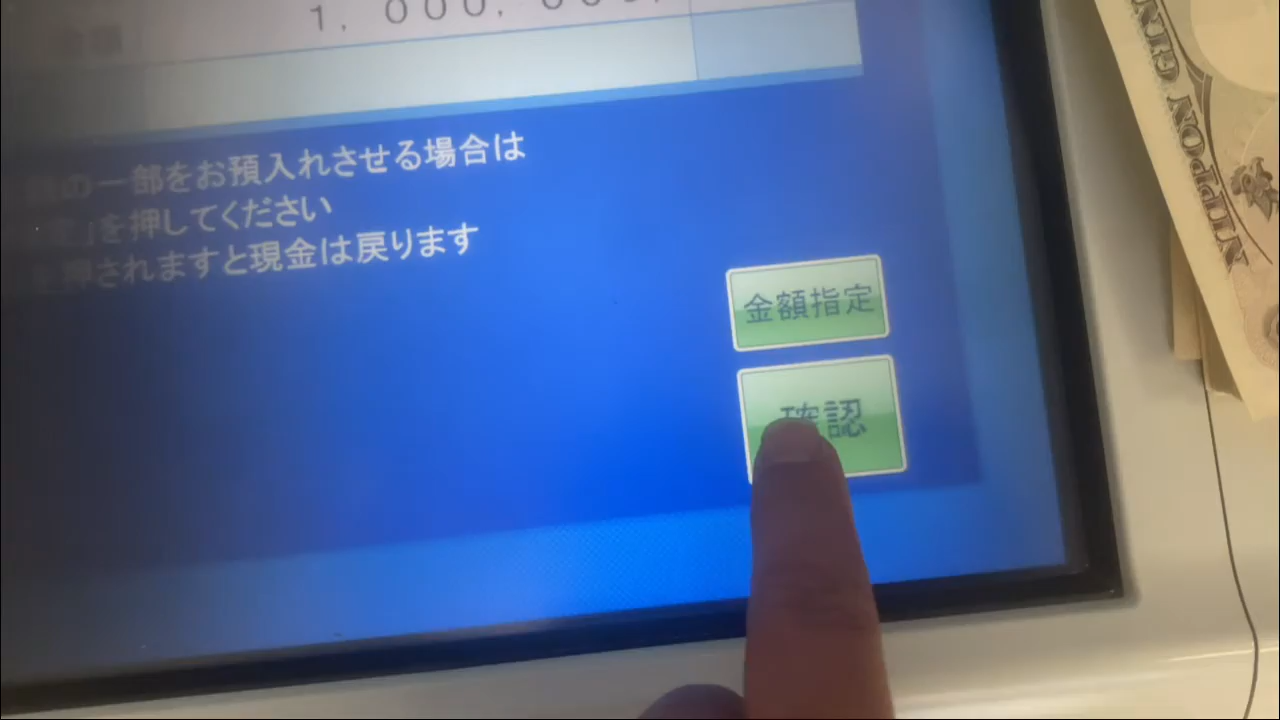 1, 000, 000,
の一部をお預入れさせる場合は
を押してください
押されますと現金は戻ります
金額指定
確認
NIPPON GIN